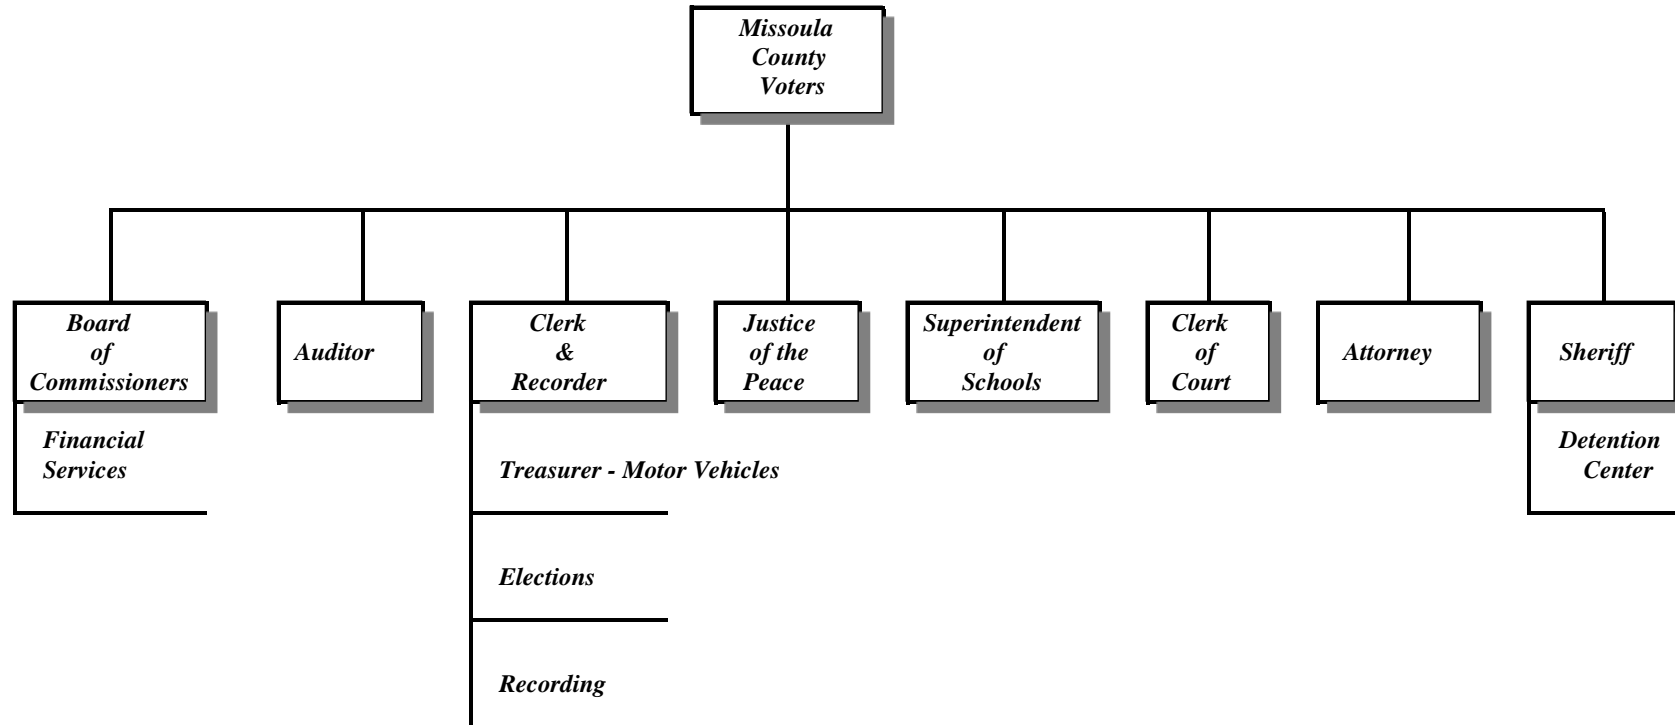 Missoula
County
Voters
Board
of
Commissioners
Auditor
Clerk
&
Recorder
Justice
of the
Peace
Superintendent
of
Schools
Clerk
of
Court
Attorney
Sheriff
Financial
Services
Treasurer - Motor Vehicles
Elections
Recording
Detention
Center